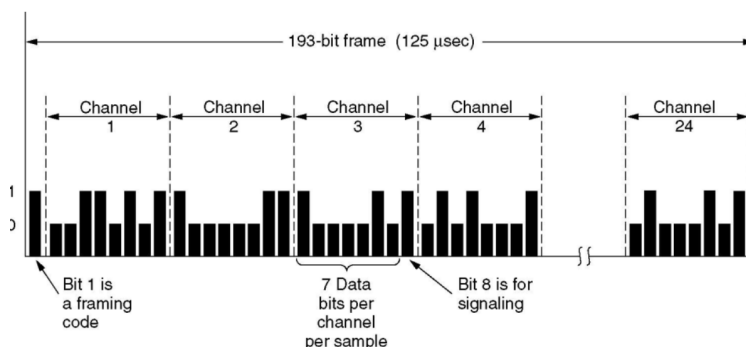 193-bit frame (125 μsec)
Channel
1
Channel
2
Channel
3
Channel
4
Channel
24
1
0
Bit 1 is
a framing
code
7 Data
bits per
channel
per sample
Bit 8 is for
signaling